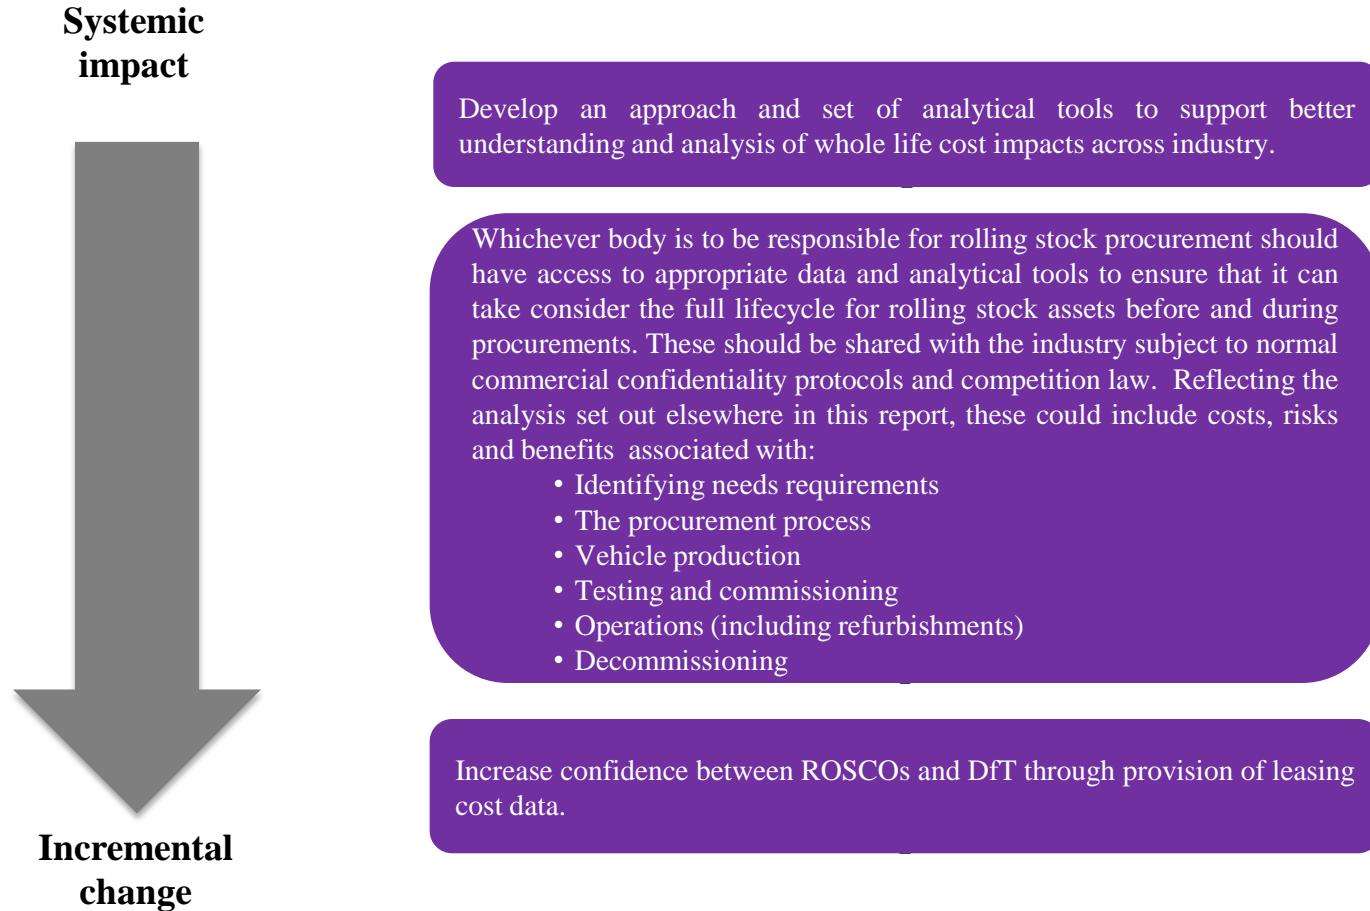 Systemic
impact
Develop an approach and set of analytical tools to support better
understanding and analysis of whole life cost impacts across industry.
Whichever body is to be responsible for rolling stock procurement should
have access to appropriate data and analytical tools to ensure that it can
take consider the full lifecycle for rolling stock assets before and during
procurements. These should be shared with the industry subject to normal
commercial confidentiality protocols and competition law.  Reflecting the
analysis set out elsewhere in this report, these could include costs, risks
and benefits  associated with:
• Identifying needs requirements
• The procurement process
• Vehicle production
• Testing and commissioning
• Operations (including refurbishments)
• Decommissioning
Increase confidence between ROSCOs and DfT through provision of leasing
cost data.
Incremental
change